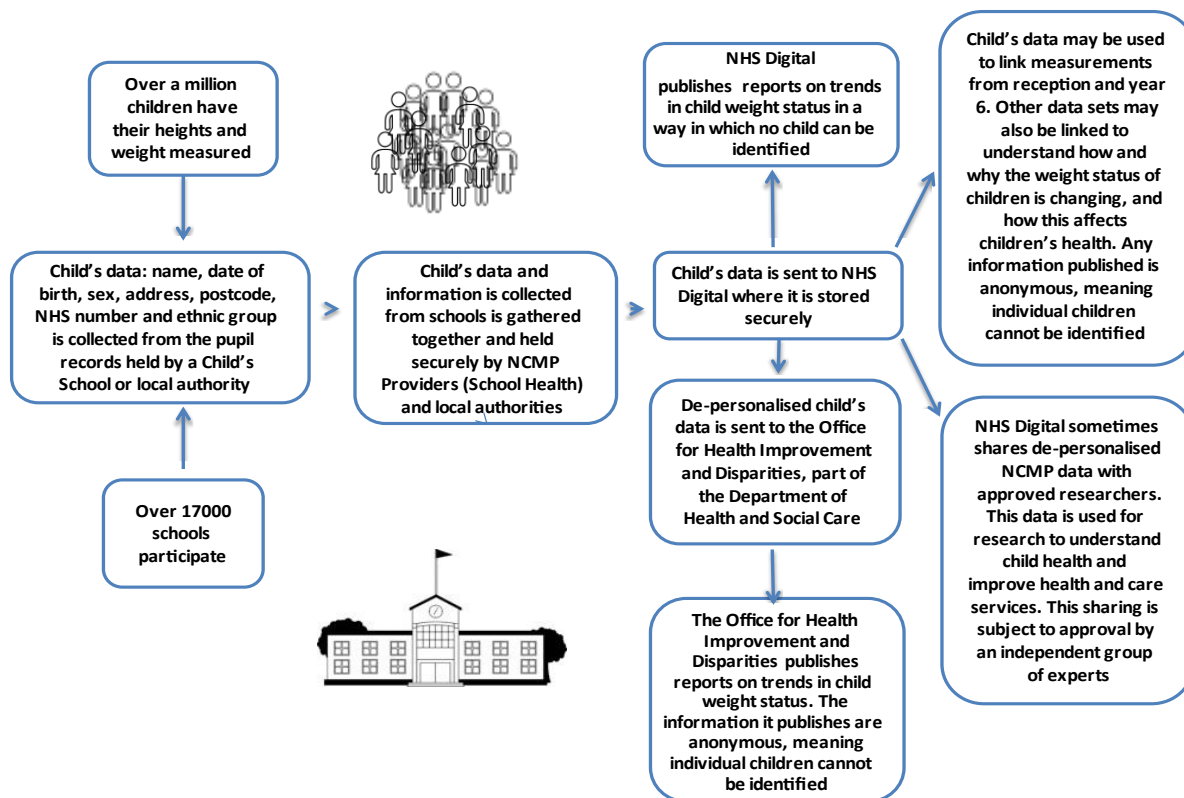 Over a million
children have
their heights and
weight measured
Child's data: name, date of
birth, sex, address, postcode,
NHS number and ethnic group
is collected from the pupil
records held by a Child's
School or local authority
Over 17000
schools
participate
Child's data and
information is collected
from schools is gathered
together and held
securely by NCMP
Providers (School Health)
and local authorities
NHS Digital
publishes reports on trends
in child weight status in a
way in which no child can be
identified
Child's data is sent to NHS
Digital where it is stored
securely
De-personalised child's
data is sent to the Office
for Health Improvement
and Disparities, part of
the Department of
Health and Social Care
The Office for Health
Improvement and
Disparities publishes
reports on trends in child
weight status. The
information it publishes are
anonymous, meaning
individual children cannot
be identified
Child's data may be used
to link measurements
from reception and year
6. Other data sets may
also be linked to
understand how and
why the weight status of
children is changing, and
how this affects
children's health. Any
information published is
anonymous, meaning
individual children
cannot be identified
NHS Digital sometimes
shares de-personalised
NCMP data with
approved researchers.
This data is used for
research to understand
child health and
improve health and care
services. This sharing is
subject to approval by
an independent group
of experts